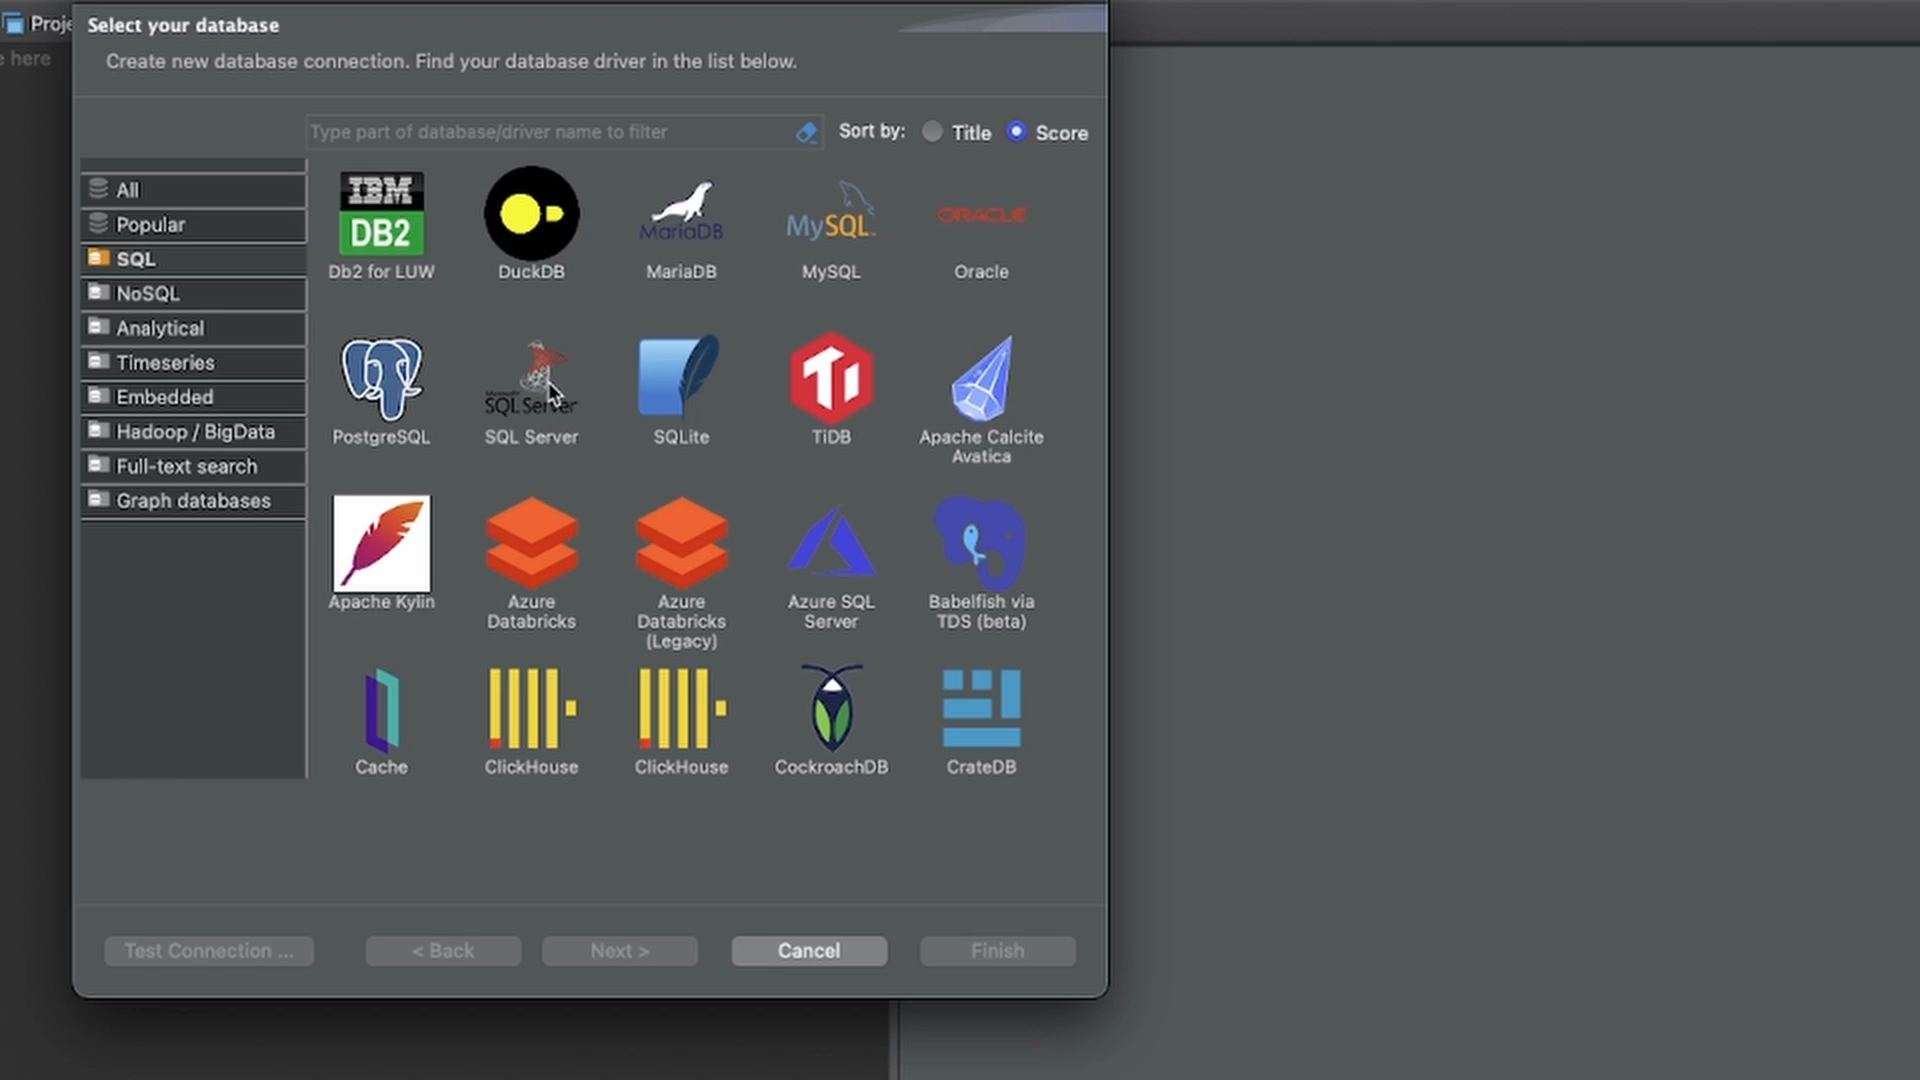 Proje
e here
Select your database
Create new database connection. Find your database driver in the list below.
Type part of database/driver name to filter
Sort by:
Title
Score
All
Popular
SQL
NoSQL
Analytical
Timeseries
Embedded
Hadoop / BigData
Full-text search
Graph databases
IBM
DB2
Db2 for LUW
DuckDB
MariaDB
MariaDB
MySQL
MySQL
ORACLE
Oracle
PostgreSQL
SQL Server
SQL Server
SQLite
TiDB
Apache Calcite
Avatica
Apache Kylin
Azure
Databricks
Azure
Databricks
(Legacy)
Azure SQL
Server
Babelfish via
TDS (beta)
Cache
ClickHouse
ClickHouse
CockroachDB
CrateDB
Test Connection ...
< Back
Next >
Cancel
Finish